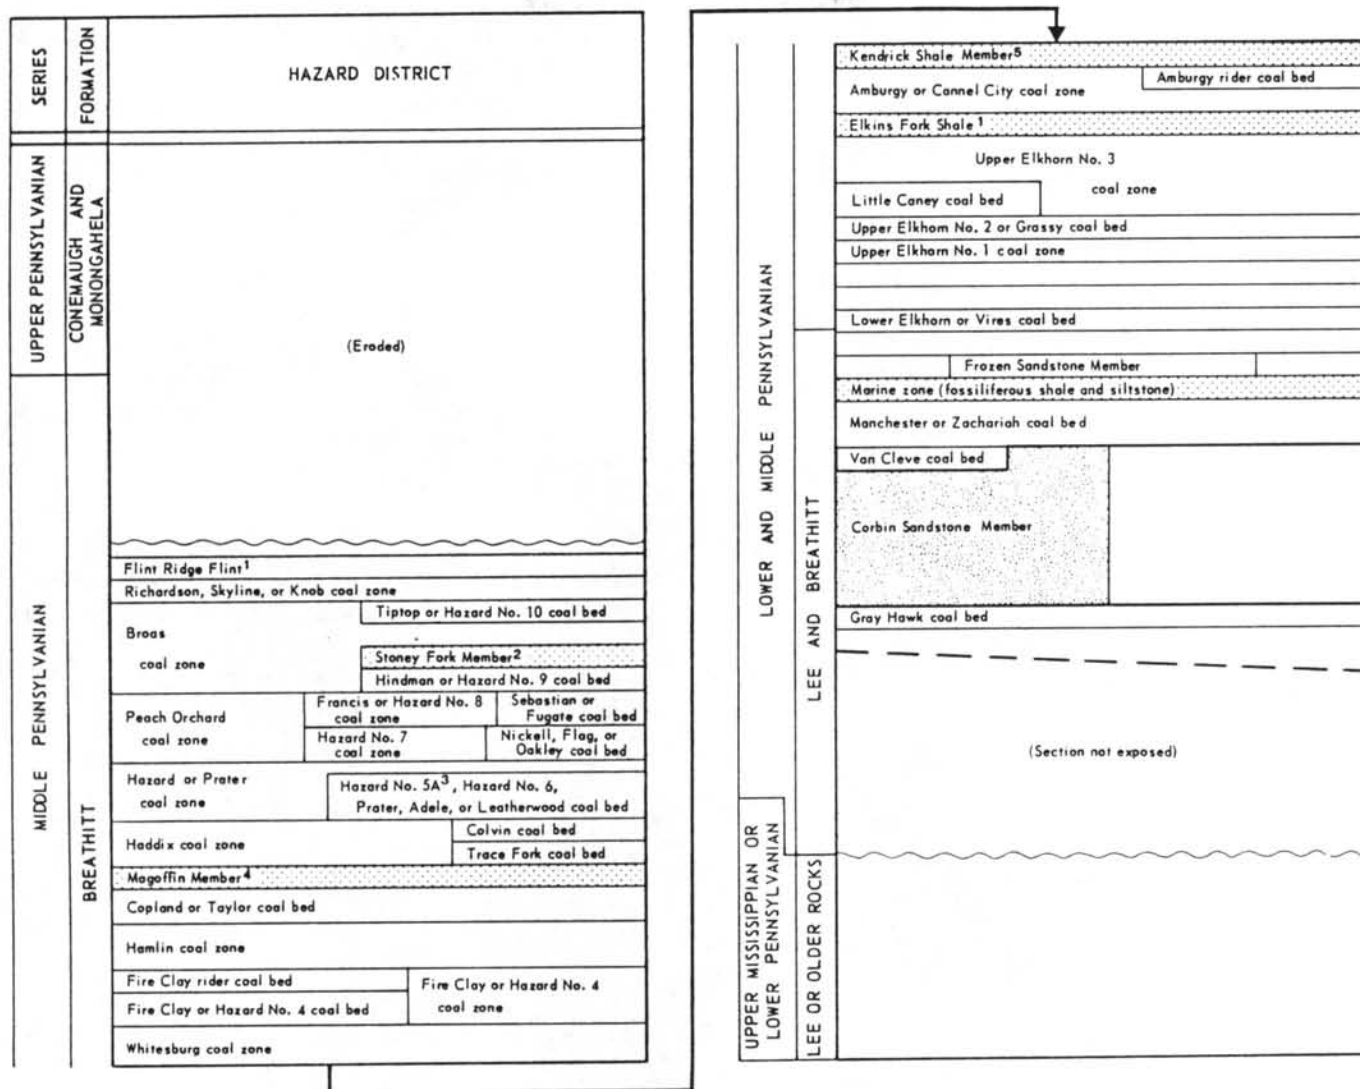 SERIES
FORMATION
HAZARD DISTRICT
UPPER PENNSYLVANIAN
CONEMAUGH AND
MONONGAHELA
(Eroded)
MIDDLE PENNSYLVANIAN
BREATHITT
Flint Ridge Flint¹
Richardson, Skyline, or Knob coal zone
Broas
coal zone
Tiptop or Hazard No. 10 coal bed
Stoney Fork Member²
Hindman or Hazard No. 9 coal bed
Peach Orchard
coal zone
Francis or Hazard No. 8
coal zone
Sebastian or
Fugate coal bed
Hazard No. 7
coal zone
Nickell, Flag, or
Oakley coal bed
Hazard or Prater
coal zone
Hazard No. 5A³, Hazard No. 6,
Prater, Adele, or Leatherwood coal bed
Haddix coal zone
Colvin coal bed
Trace Fork coal bed
Magoffin Member⁴
Copland or Taylor coal bed
Hamlin coal zone
Fire Clay rider coal bed
Fire Clay or Hazard No. 4 coal bed
Fire Clay or Hazard No. 4
coal zone
Whitesburg coal zone
LOWER AND MIDDLE PENNSYLVANIAN
LEE AND BREATHITT
UPPER MISSISSIPPIAN OR
LOWER PENNSYLVANIAN
LEE OR OLDER ROCKS
Kendrick Shale Member⁵
Amburgy or Cannel City coal zone
Amburgy rider coal bed
Elkins Fork Shale¹
Upper Elkhorn No. 3
coal zone
Little Caney coal bed
Upper Elkhorn No. 2 or Grassy coal bed
Upper Elkhorn No. 1 coal zone
Lower Elkhorn or Vires coal bed
Frozen Sandstone Member
Marine zone (fossiliferous shale and siltstone)
Manchester or Zachariah coal bed
Van Cleve coal bed
Corbin Sandstone Member
Gray Hawk coal bed
(Section not exposed)